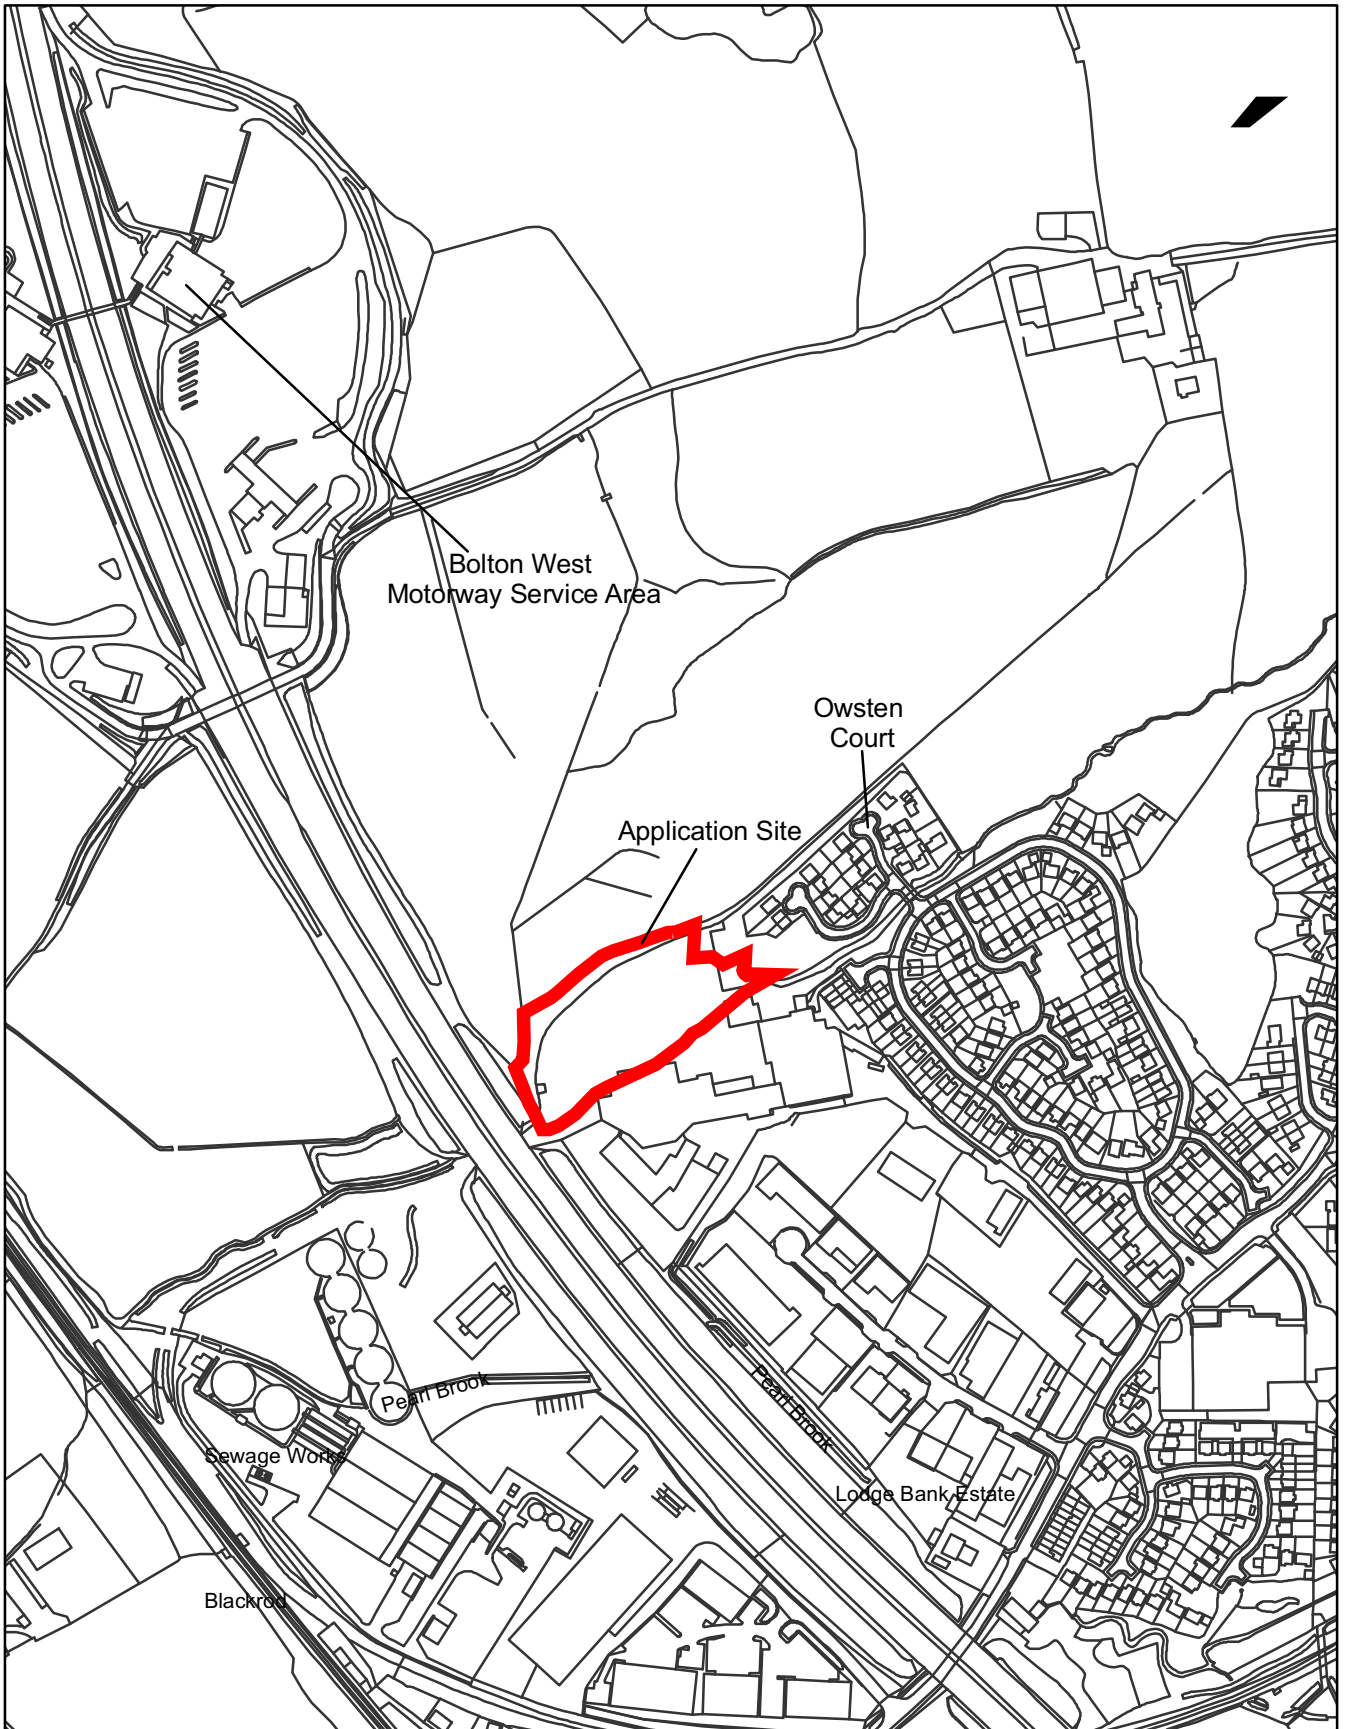 Bolton West
Motorway Service Area
Owsten
Court
Application Site
Pearl Brook
Pearl Brook
Sewage Works
Lodge Bank Estate
Blackrod